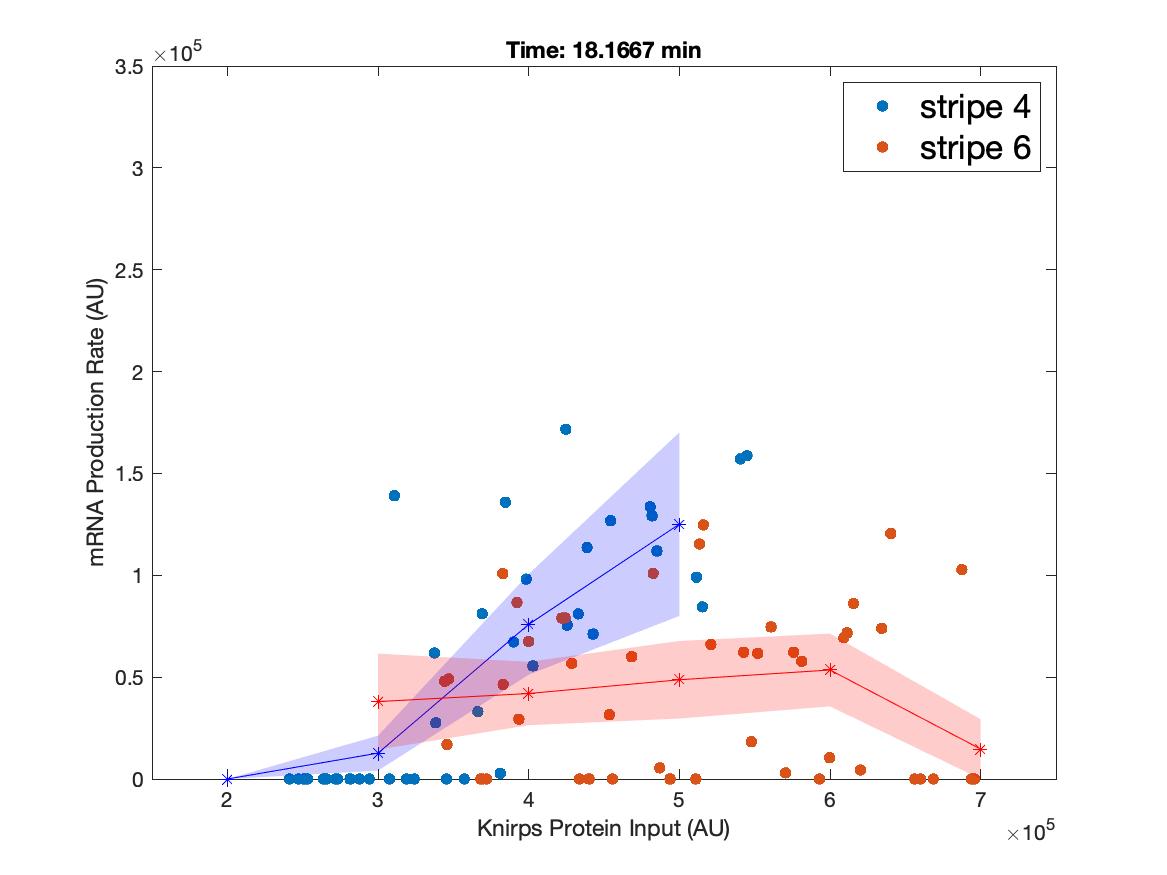 Time: 18.1667 min
×10^5
3.5
3
2.5
2
1.5
1
0.5
0
mRNA Production Rate (AU)
stripe 4
stripe 6
2 3 4 5 6 7
Knirps Protein Input (AU)
×10^5